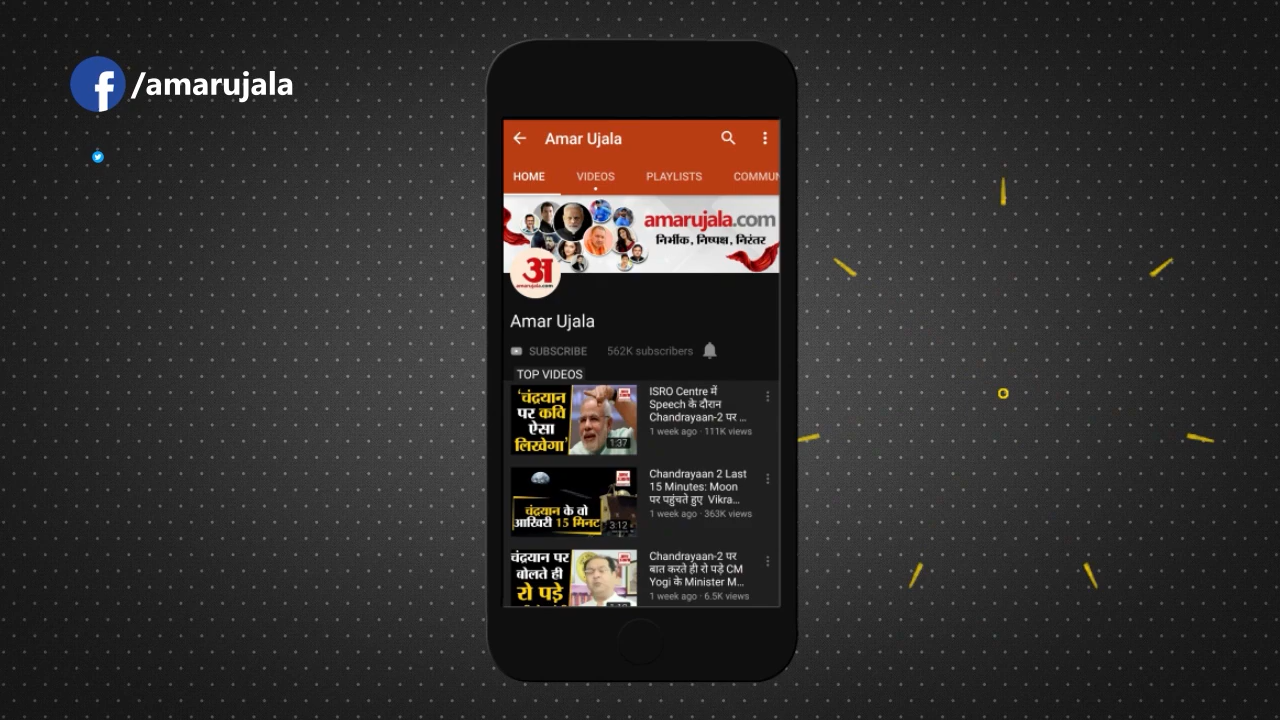 /amarujala
Amar Ujala
HOME VIDEOS PLAYLISTS COMMUN
amarujala.com
निर्भीक, निष्पक्ष, निरंतर
अ
amarujala.com
Amar Ujala
SUBSCRIBE 562K subscribers
TOP VIDEOS
'चंद्रयान
पर कवि
ऐसा
लिखेगा'
1:37
ISRO Centre में
Speech के दौरान
Chandrayaan-2 पर ...
1 week ago · 111K views
चंद्रयान के वो
आखिरी 15 मिनट
3:12
Chandrayaan 2 Last
15 Minutes: Moon
पर पहुंचते हुए Vikra...
1 week ago · 363K views
चंद्रयान पर
बोलते ही
रो पड़े
Chandrayaan-2 पर
बात करते ही रो पड़े CM
Yogi के Minister M...
1 week ago · 6.5K views